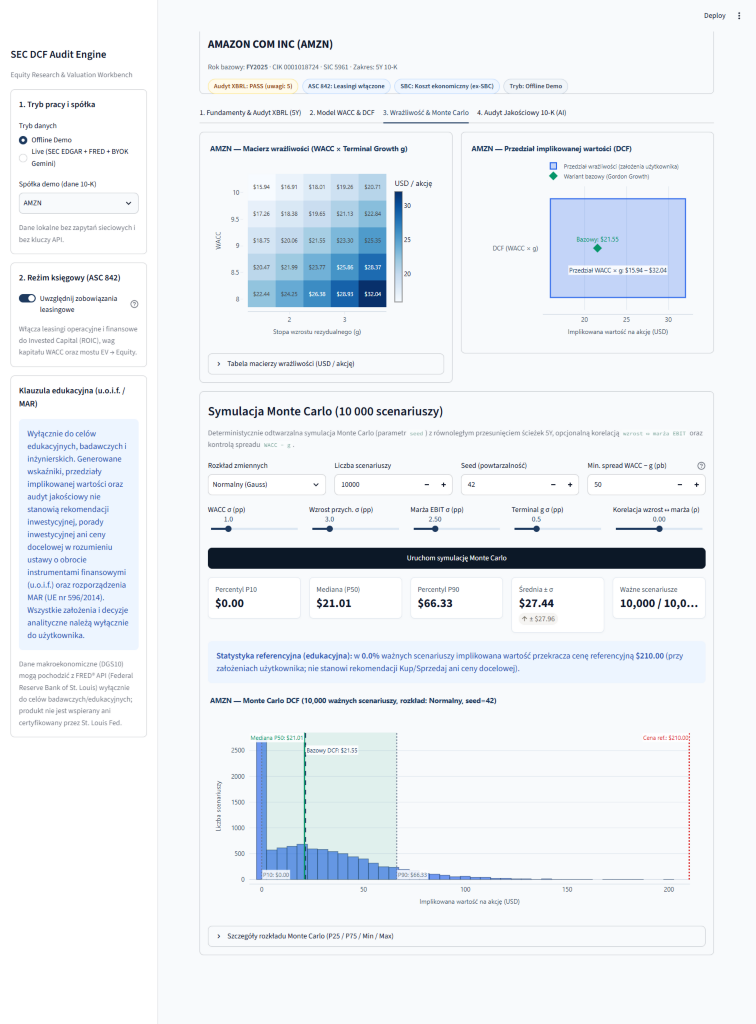 Deploy
SEC DCF Audit Engine
Equity Research & Valuation Workbench
1. Tryb pracy i spółka
Tryb danych
Offline Demo
Live (SEC EDGAR + FRED + BYOK
Gemini)
Spółka demo (dane 10-K)
AMZN
Dane lokalne bez zapytań sieciowych i
bez kluczy API.
2. Reżim księgowy (ASC 842)
Uwzględnij zobowiązania
leasingowe
Włącza leasingi operacyjne i finansowe
do Invested Capital (ROIC), wag
kapitału WACC oraz mostu EV → Equity.
Klauzula edukacyjna (u.o.i.f. /
MAR)
Wyłącznie do celów
edukacyjnych, badawczych i
inżynierskich. Generowane
wskaźniki, przedziały
implikowanej wartości oraz
audyt jakościowy nie
stanowią rekomendacji
inwestycyjnej, porady
inwestycyjnej ani ceny
docelowej w rozumieniu
ustawy o obrocie
instrumentami finansowymi
(u.o.i.f.) oraz rozporządzenia
MAR (UE nr 596/2014).
Wszystkie założenia i decyzje
analityczne należą wyłącznie
do użytkownika.
Dane makroekonomiczne (DGS10)
mogą pochodzić z FRED® API (Federal
Reserve Bank of St. Louis) wyłącznie
do celów badawczych/edukacyjnych;
produkt nie jest wspierany ani
certyfikowany przez St. Louis Fed.
AMAZON COM INC (AMZN)
Rok bazowy: FY2025 · CIK 0001018724 · SIC 5961 · Zakres: 5Y 10-K
Audyt XBRL: PASS (uwagi: 5)
ASC 842: Leasingi włączone
SBC: Koszt ekonomiczny (ex-SBC)
Tryb: Offline Demo
1. Fundamenty & Audyt XBRL (5Y)
2. Model WACC & DCF
3. Wrażliwość & Monte Carlo
4. Audyt Jakościowy 10-K (AI)
AMZN — Macierz wrażliwości (WACC × Terminal Growth g)
USD / akcję
10 $15.94 $16.91 $18.01 $19.26 $20.71
9.5 $17.26 $18.38 $19.65 $21.13 $22.84
9 $18.75 $20.06 $21.55 $23.30 $25.35
8.5 $20.47 $21.99 $23.77 $25.86 $28.37
8 $22.44 $24.25 $26.38 $28.93 $32.04
WACC
2 3
Stopa wzrostu rezydualnego (g)
30
25
20
Tabela macierzy wrażliwości (USD / akcję)
AMZN — Przedział implikowanej wartości (DCF)
Przedział wrażliwości (założenia użytkownika)
Wariant bazowy (Gordon Growth)
Bazowy: $21.55
DCF (WACC × g)
Przedział WACC × g: $15.94 – $32.04
20 25 30
Implikowana wartość na akcję (USD)
Symulacja Monte Carlo (10 000 scenariuszy)
Deterministycznie odtwarzalna symulacja Monte Carlo (parametr seed) z równoległym przesunięciem ścieżek 5Y, opcjonalną korelacją wzrost ↔ marża EBIT oraz
kontrolą spreadu WACC − g.
Rozkład zmiennych
Normalny (Gauss)
Liczba scenariuszy
10000
Seed (powtarzalność)
42
Min. spread WACC − g (pb)
50
WACC σ (pp)
1.0
Wzrost przych. σ (pp)
3.0
Marża EBIT σ (pp)
2.50
Terminal g σ (pp)
0.5
Korelacja wzrost ↔ marża (ρ)
0.00
Uruchom symulację Monte Carlo
Percentyl P10
$0.00
Mediana (P50)
$21.01
Percentyl P90
$66.33
Średnia ± σ
$27.44
↑ ± $27.96
Ważne scenariusze
10,000 / 10,0...
Statystyka referencyjna (edukacyjna): w 0.0% ważnych scenariuszy implikowana wartość przekracza cenę referencyjną $210.00 (przy
założeniach użytkownika; nie stanowi rekomendacji Kup/Sprzedaj ani ceny docelowej).
AMZN — Monte Carlo DCF (10,000 ważnych scenariuszy, rozkład: Normalny, seed=42)
Mediana P50: $21.01
Cena ref.: $210.00
Bazowy DCF: $21.55
2500
2000
1500
1000
500
0
Liczba scenariuszy
P10: $0.00
P90: $66.33
0 50 100 150 200
Implikowana wartość na akcję (USD)
Szczegóły rozkładu Monte Carlo (P25 / P75 / Min / Max)